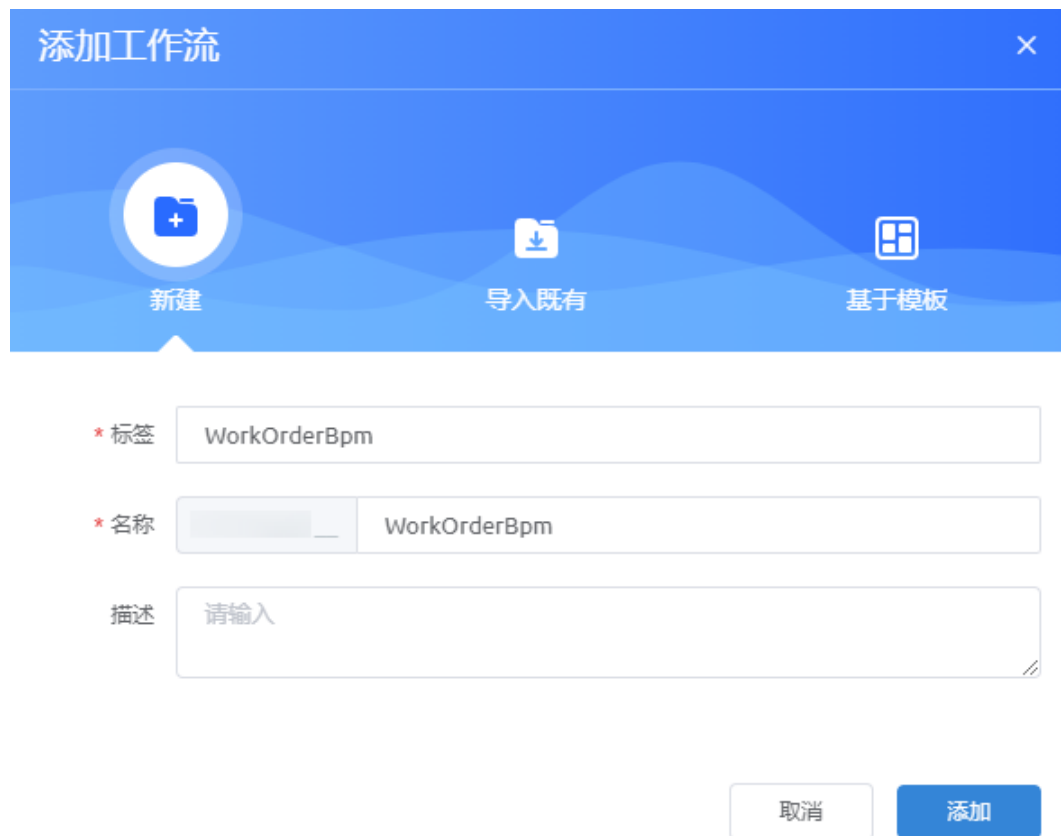 添加工作流
新建
导入既有
基于模板
* 标签 WorkOrderBpm
* 名称 __ WorkOrderBpm
描述 请输入
取消 添加